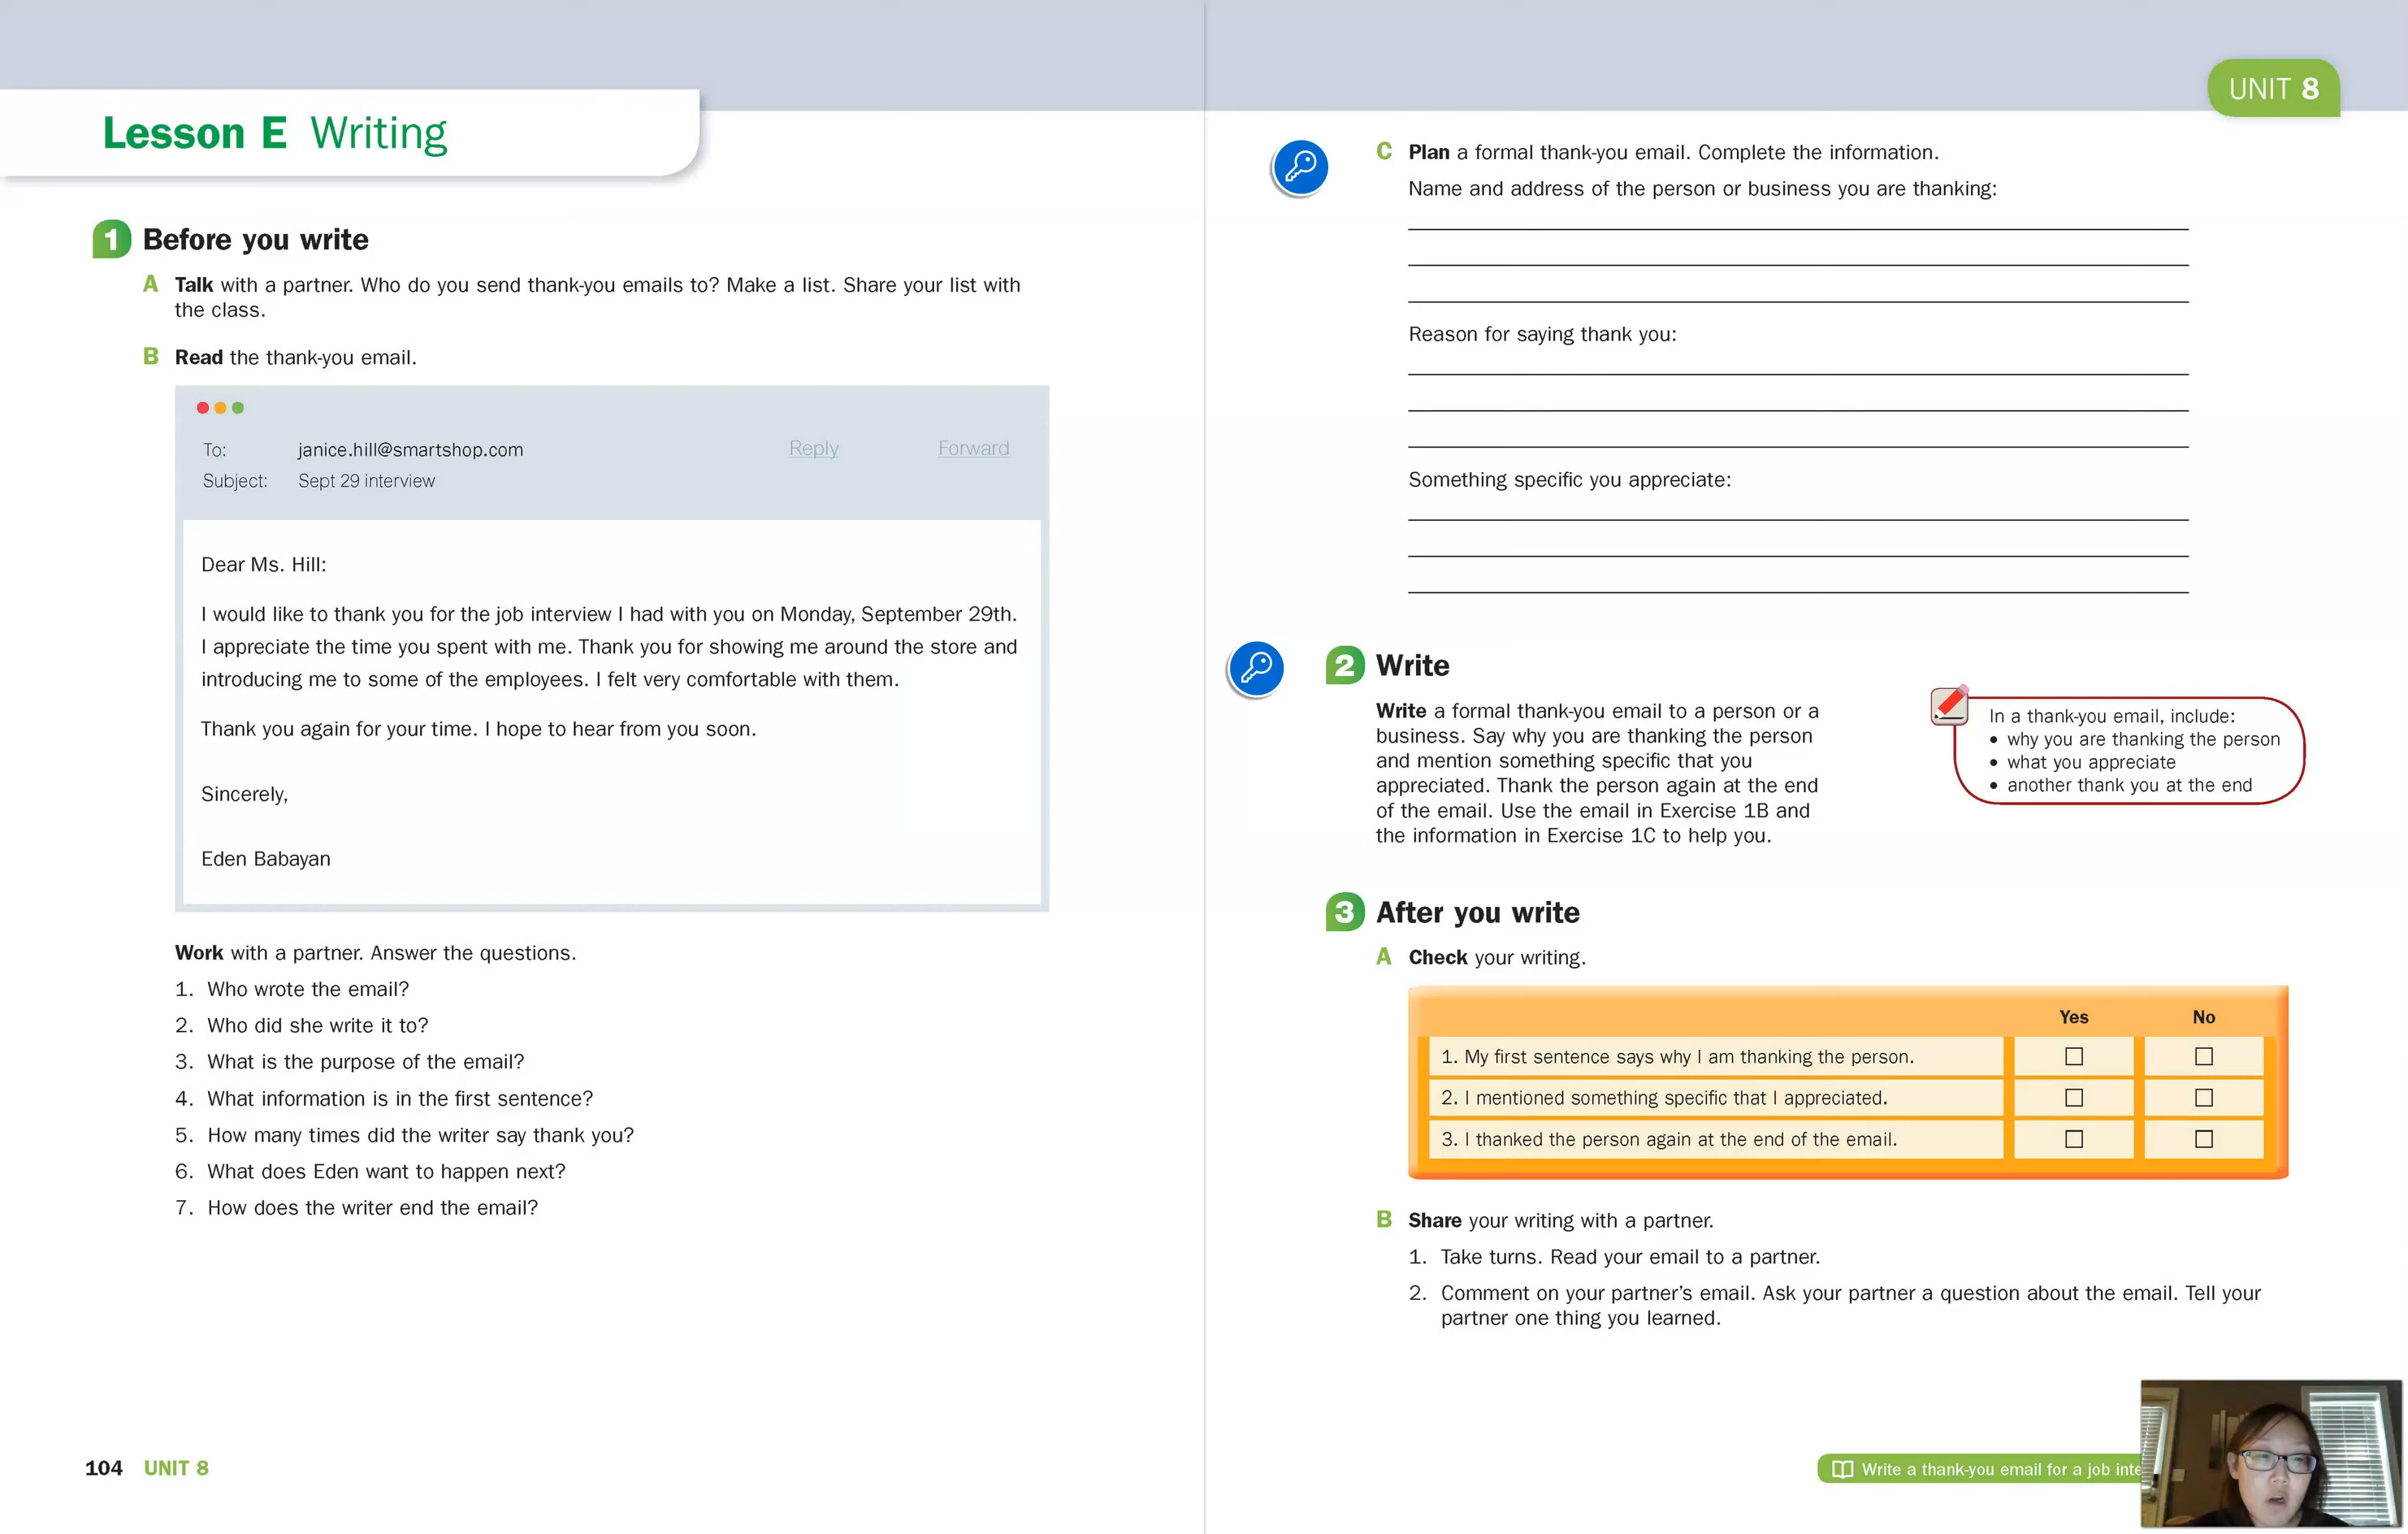 Lesson E Writing
1 Before you write
A Talk with a partner. Who do you send thank-you emails to? Make a list. Share your list with
the class.
B Read the thank-you email.
To: janice.hill@smartshop.com Reply Forward
Subject: Sept 29 interview
Dear Ms. Hill:
I would like to thank you for the job interview I had with you on Monday, September 29th.
I appreciate the time you spent with me. Thank you for showing me around the store and
introducing me to some of the employees. I felt very comfortable with them.
Thank you again for your time. I hope to hear from you soon.
Sincerely,
Eden Babayan
Work with a partner. Answer the questions.
1. Who wrote the email?
2. Who did she write it to?
3. What is the purpose of the email?
4. What information is in the first sentence?
5. How many times did the writer say thank you?
6. What does Eden want to happen next?
7. How does the writer end the email?
104 UNIT 8
UNIT 8
C Plan a formal thank-you email. Complete the information.
Name and address of the person or business you are thanking:
Reason for saying thank you:
Something specific you appreciate:
2 Write
Write a formal thank-you email to a person or a
business. Say why you are thanking the person
and mention something specific that you
appreciated. Thank the person again at the end
of the email. Use the email in Exercise 1B and
the information in Exercise 1C to help you.
In a thank-you email, include:
• why you are thanking the person
• what you appreciate
• another thank you at the end
3 After you write
A Check your writing.
Yes No
1. My first sentence says why I am thanking the person.
2. I mentioned something specific that I appreciated.
3. I thanked the person again at the end of the email.
B Share your writing with a partner.
1. Take turns. Read your email to a partner.
2. Comment on your partner's email. Ask your partner a question about the email. Tell your
partner one thing you learned.
Write a thank-you email for a job